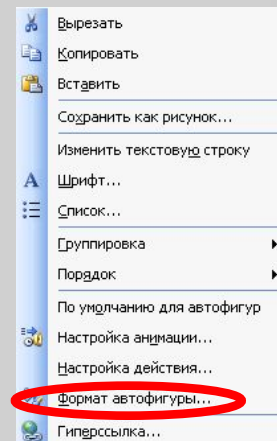 Вырезать
Копировать
Вставить
Сохранить как рисунок...
Изменить текстовую строку
Шрифт...
Список...
Группировка
Порядок
По умолчанию для автофигур
Настройка анимации...
Настройка действия...
Формат автофигуры...
Гиперссылка...